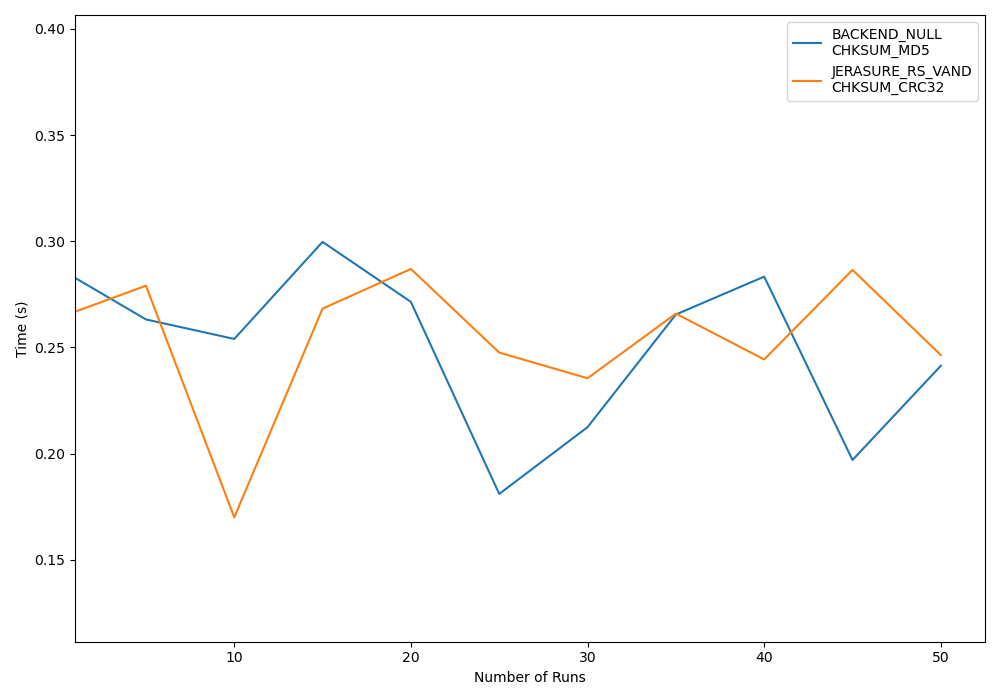 0.40
0.35
0.30
0.25
0.20
0.15
Time (s)
10
20
30
40
50
Number of Runs
BACKEND_NULL
CHKSUM_MD5
JERASURE_RS_VAND
CHKSUM_CRC32